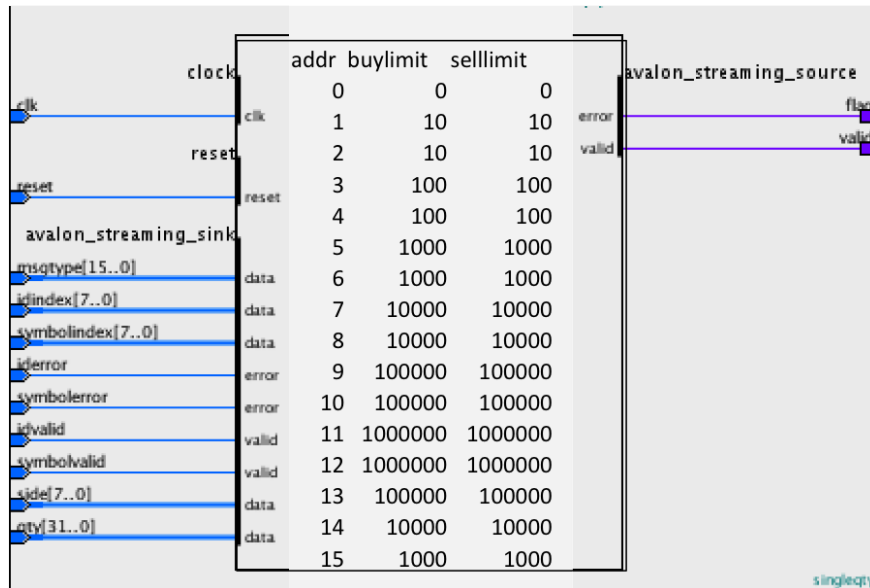 addr buylimit selllimit
clock
avalon_streaming_source
0 0 0
clk
clk
error
flag
1 10 10
valid
valid
reset
2 10 10
reset
reset
3 100 100
4 100 100
avalon_streaming_sink
5 1000 1000
msgtype[15..0]
data
6 1000 1000
idindex[7..0]
data
7 10000 10000
symbolindex[7..0]
data
8 10000 10000
iderror
error
9 100000 100000
symbolerror
error
10 100000 100000
idvalid
valid
11 1000000 1000000
symbolvalid
valid
12 1000000 1000000
side[7..0]
data
13 100000 100000
qty[31..0]
data
14 10000 10000
15 1000 1000
singleqty